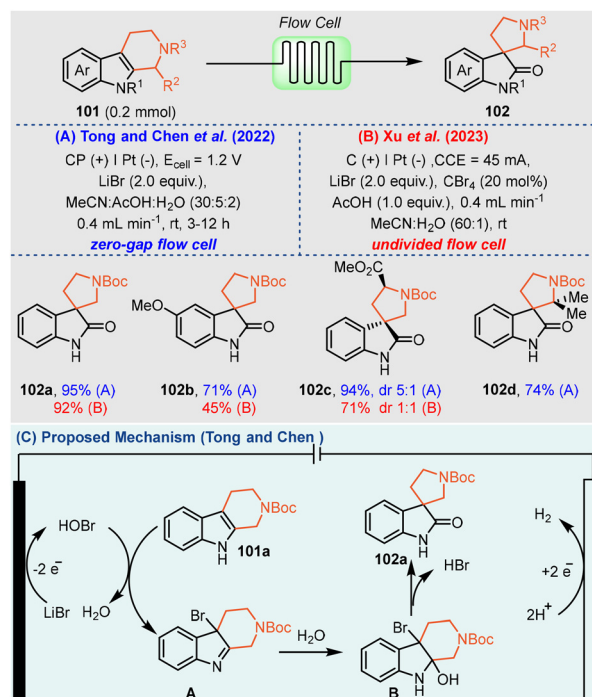 Flow Cell
Ar
N
R¹
NR³
R²
101 (0.2 mmol)
Ar
N
R¹
O
NR³
R²
102
(A) Tong and Chen et al. (2022)
CP (+) I Pt (-), Ecell = 1.2 V
LiBr (2.0 equiv.),
MeCN:AcOH:H₂O (30:5:2)
0.4 mL min⁻¹, rt, 3-12 h
zero-gap flow cell
(B) Xu et al. (2023)
C (+) I Pt (-) ,CCE = 45 mA,
LiBr (2.0 equiv.), CBr₄ (20 mol%)
AcOH (1.0 equiv.), 0.4 mL min⁻¹
MeCN:H₂O (60:1), rt
undivided flow cell
NBoc
O
N
H
102a, 95% (A)
92% (B)
MeO
NBoc
O
N
H
102b, 71% (A)
45% (B)
MeO₂C
NBoc
O
N
H
102c, 94%, dr 5:1 (A)
71% dr 1:1 (B)
NBoc
Me
Me
O
N
H
102d, 74% (A)
(C) Proposed Mechanism (Tong and Chen )
HOBr
-2 e⁻
LiBr
H₂O
NBoc
N
H
101a
Br
NBoc
N
A
H₂O
Br
NBoc
N
H
OH
B
HBr
NBoc
O
N
H
102a
H₂
+2 e⁻
2H⁺